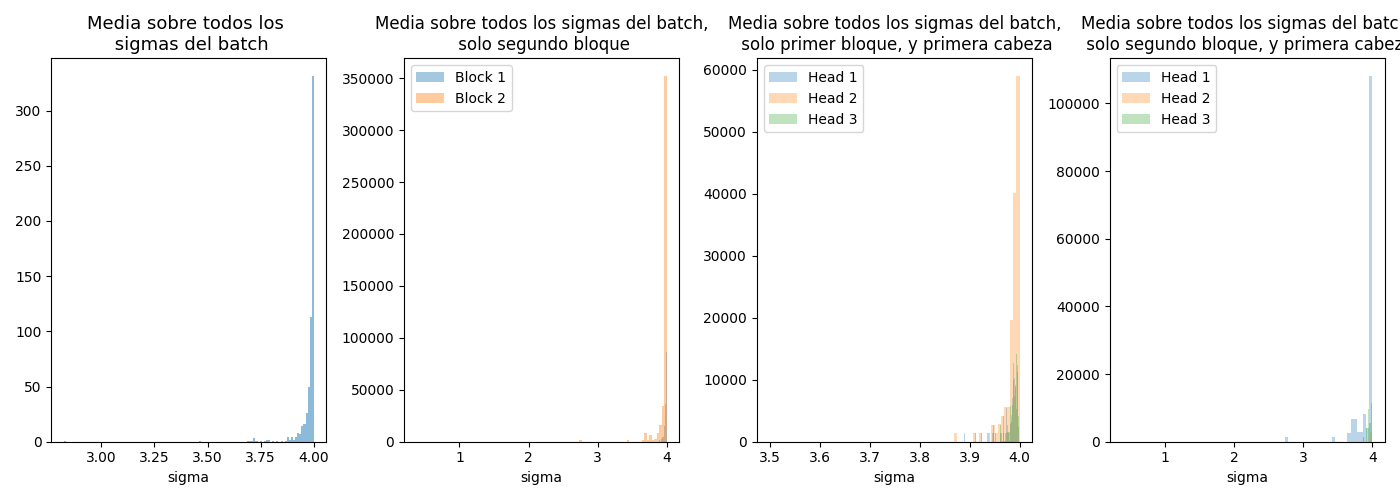 Media sobre todos los
sigmas del batch
300
250
200
150
100
50
0
3.00 3.25 3.50 3.75 4.00
sigma
Media sobre todos los sigmas del batch,
solo segundo bloque
Block 1
Block 2
350000
300000
250000
200000
150000
100000
50000
0
1 2 3 4
sigma
Media sobre todos los sigmas del batch,
solo primer bloque, y primera cabeza
Head 1
Head 2
Head 3
60000
50000
40000
30000
20000
10000
0
3.5 3.6 3.7 3.8 3.9 4.0
sigma
Media sobre todos los sigmas del batc
solo segundo bloque, y primera cabez
Head 1
Head 2
Head 3
100000
80000
60000
40000
20000
0
1 2 3 4
sigma